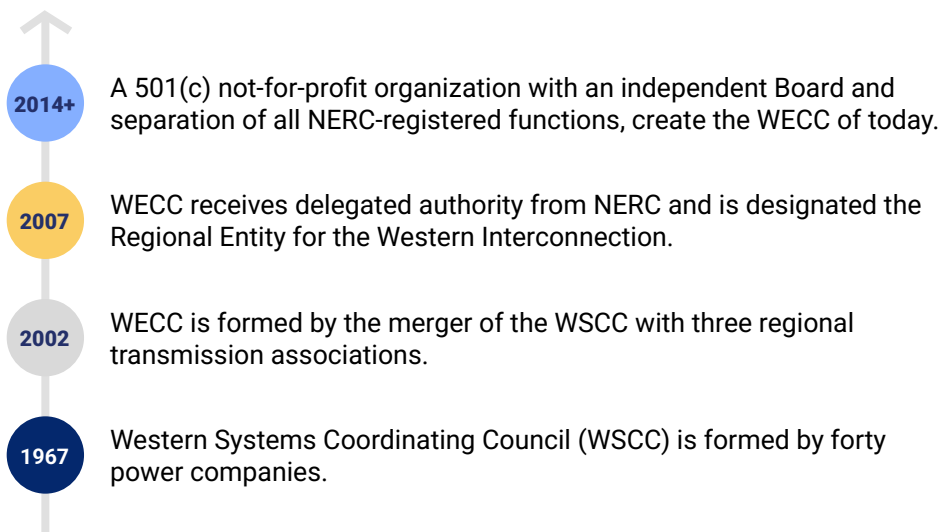 2014+
A 501(c) not-for-profit organization with an independent Board and
separation of all NERC-registered functions, create the WECC of today.
2007
WECC receives delegated authority from NERC and is designated the
Regional Entity for the Western Interconnection.
2002
WECC is formed by the merger of the WSCC with three regional
transmission associations.
1967
Western Systems Coordinating Council (WSCC) is formed by forty
power companies.